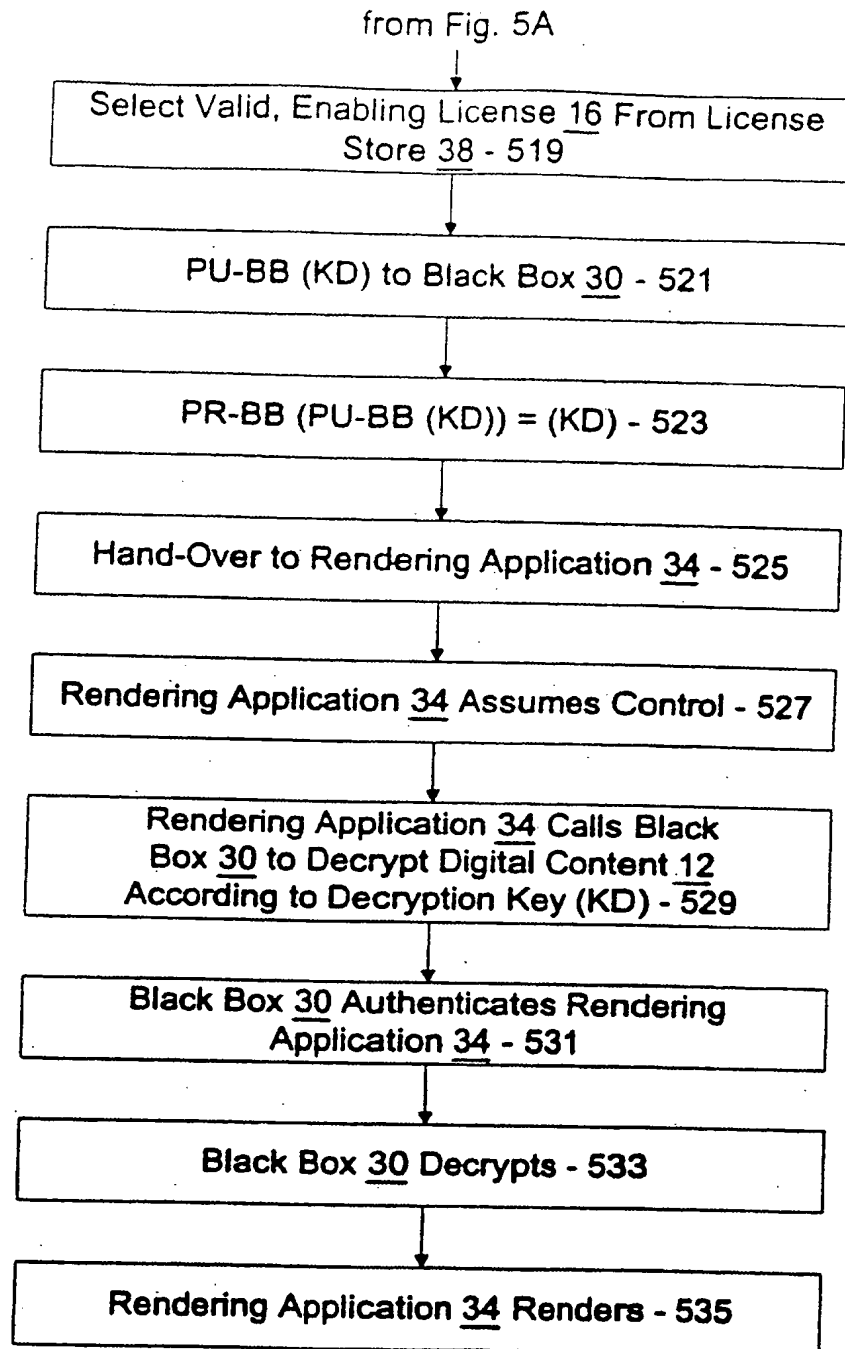 from Fig. 5A
Select Valid, Enabling License 16 From License
Store 38 - 519
PU-BB (KD) to Black Box 30 - 521
PR-BB (PU-BB (KD)) = (KD) - 523
Hand-Over to Rendering Application 34 - 525
Rendering Application 34 Assumes Control - 527
Rendering Application 34 Calls Black
Box 30 to Decrypt Digital Content 12
According to Decryption Key (KD) - 529
Black Box 30 Authenticates Rendering
Application 34 - 531
Black Box 30 Decrypts - 533
Rendering Application 34 Renders - 535